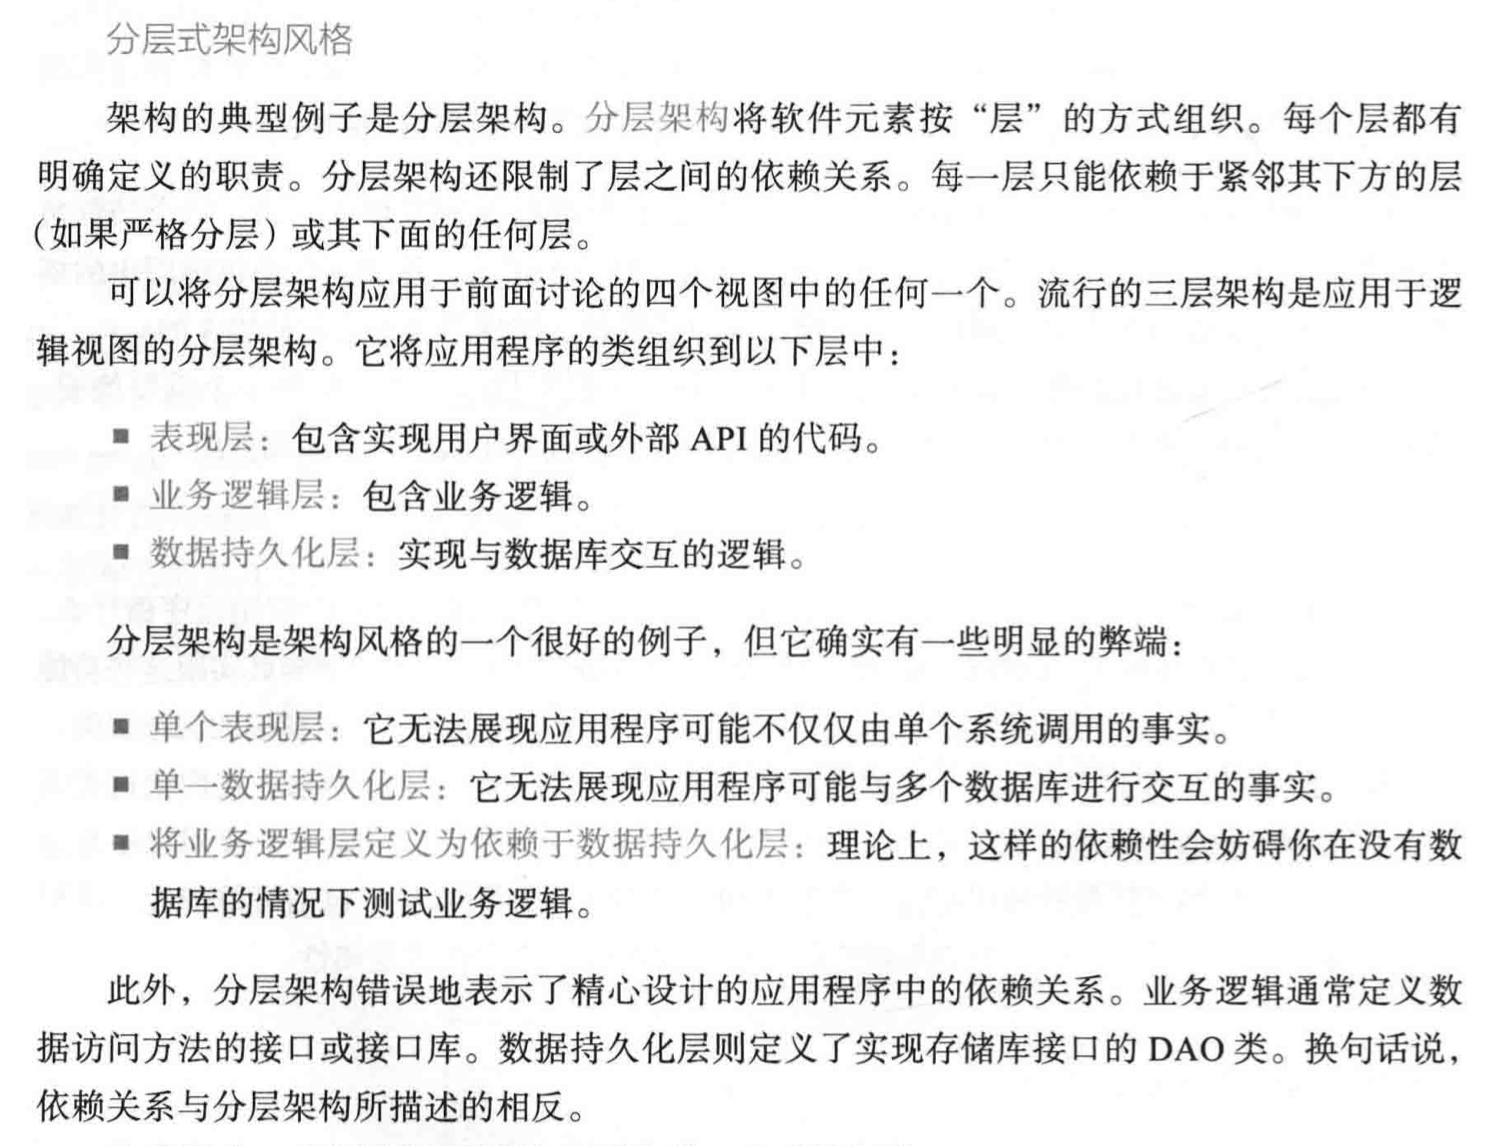 分层式架构风格
架构的典型例子是分层架构。分层架构将软件元素按“层”的方式组织。每个层都有
明确定义的职责。分层架构还限制了层之间的依赖关系。每一层只能依赖于紧邻其下方的层
（如果严格分层）或其下面的任何层。
可以将分层架构应用于前面讨论的四个视图中的任何一个。流行的三层架构是应用于逻
辑视图的分层架构。它将应用程序的类组织到以下层中：
■ 表现层：包含实现用户界面或外部 API 的代码。
■ 业务逻辑层：包含业务逻辑。
■ 数据持久化层：实现与数据库交互的逻辑。
分层架构是架构风格的一个很好的例子，但它确实有一些明显的弊端：
■ 单个表现层：它无法展现应用程序可能不仅仅由单个系统调用的事实。
■ 单一数据持久化层：它无法展现应用程序可能与多个数据库进行交互的事实。
■ 将业务逻辑层定义为依赖于数据持久化层：理论上，这样的依赖性会妨碍你在没有数
据库的情况下测试业务逻辑。
此外，分层架构错误地表示了精心设计的应用程序中的依赖关系。业务逻辑通常定义数
据访问方法的接口或接口库。数据持久化层则定义了实现存储库接口的 DAO 类。换句话说，
依赖关系与分层架构所描述的相反。